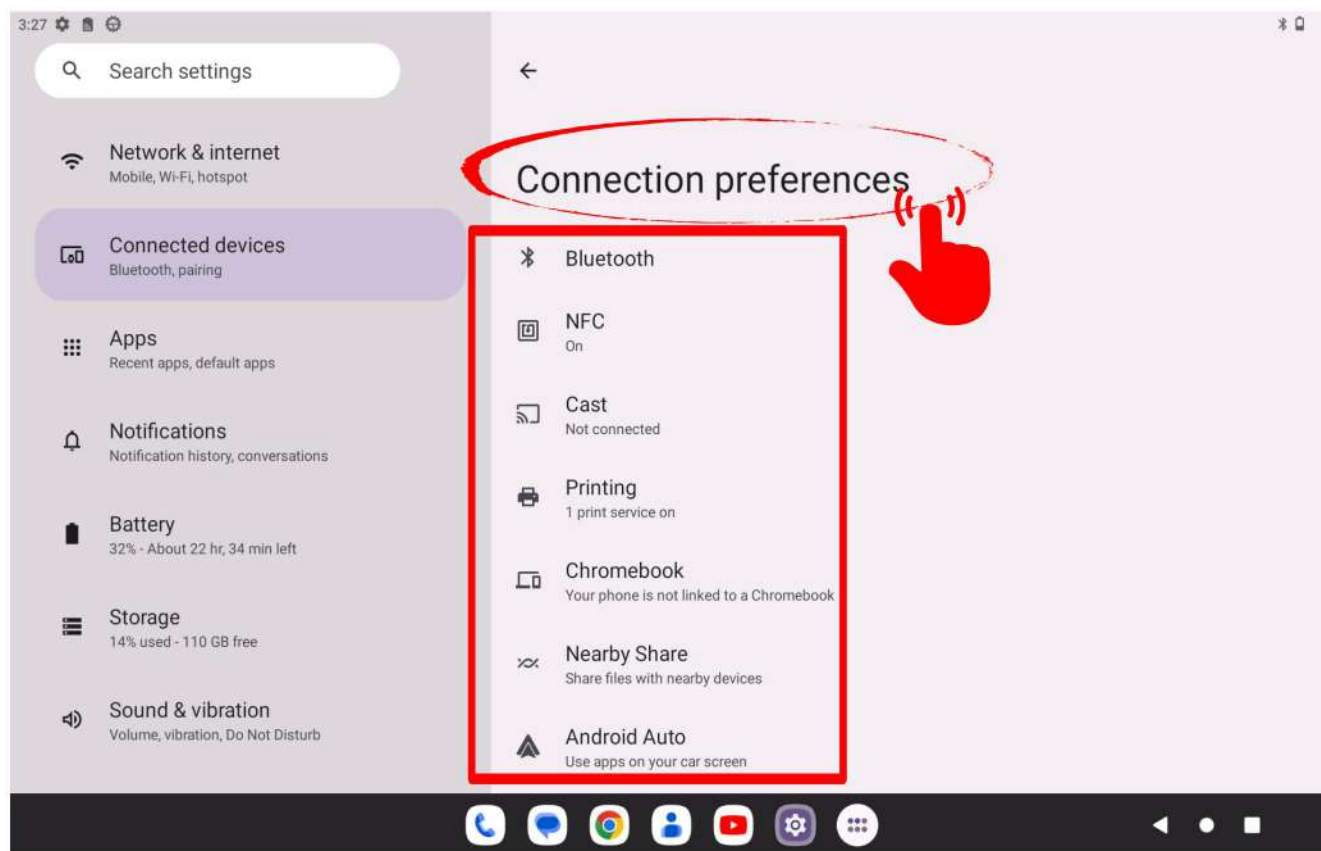 3:27
Search settings
Network & internet
Mobile, Wi-Fi, hotspot
Connected devices
Bluetooth, pairing
Apps
Recent apps, default apps
Notifications
Notification history, conversations
Battery
32% - About 22 hr, 34 min left
Storage
14% used - 110 GB free
Sound & vibration
Volume, vibration, Do Not Disturb
Connection preferences
Bluetooth
NFC
On
Cast
Not connected
Printing
1 print service on
Chromebook
Your phone is not linked to a Chromebook
Nearby Share
Share files with nearby devices
Android Auto
Use apps on your car screen